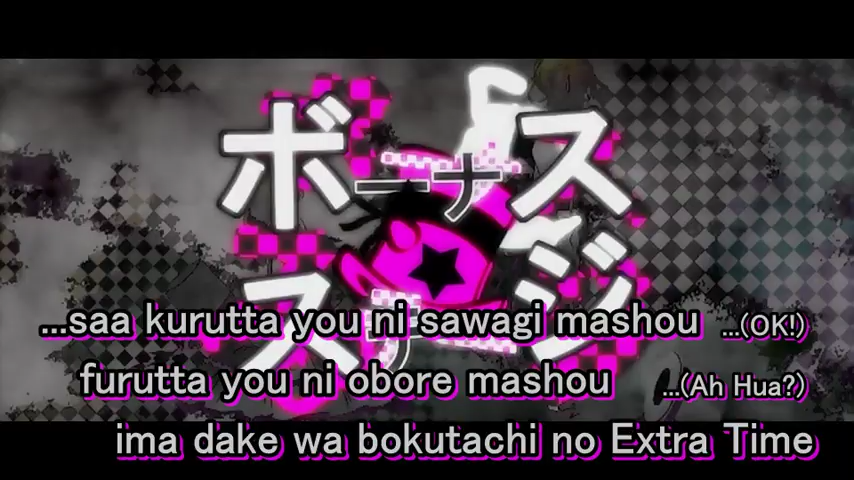 ボーナス
ステージ
...saa kurutta you ni sawagi mashou ...(OK!)
furutta you ni obore mashou ...(Ah Hua?)
ima dake wa bokutachi no Extra Time